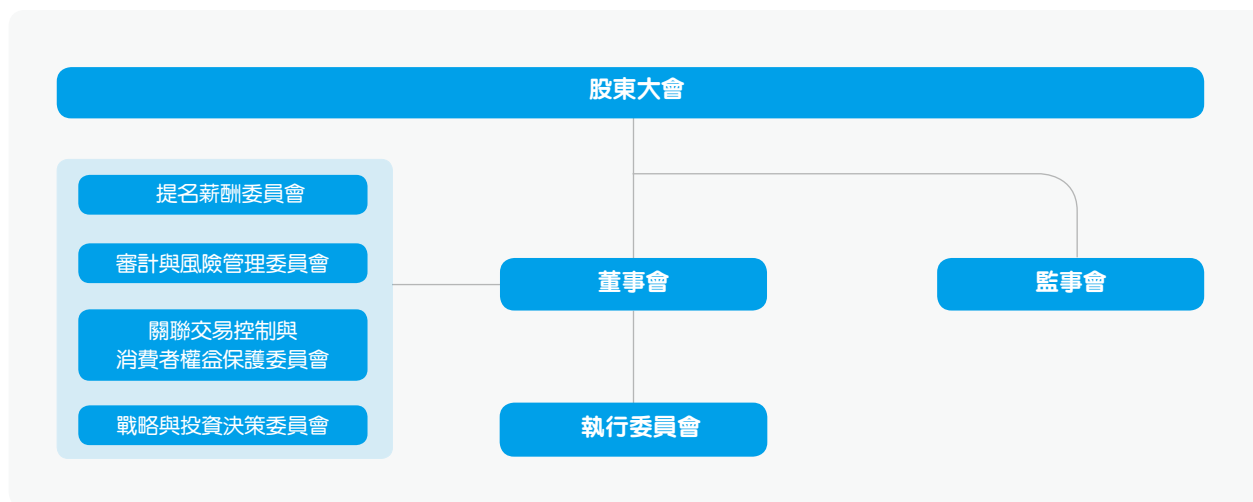 股東大會
提名薪酬委員會
審計與風險管理委員會
關聯交易控制與
消費者權益保護委員會
戰略與投資決策委員會
董事會
監事會
執行委員會